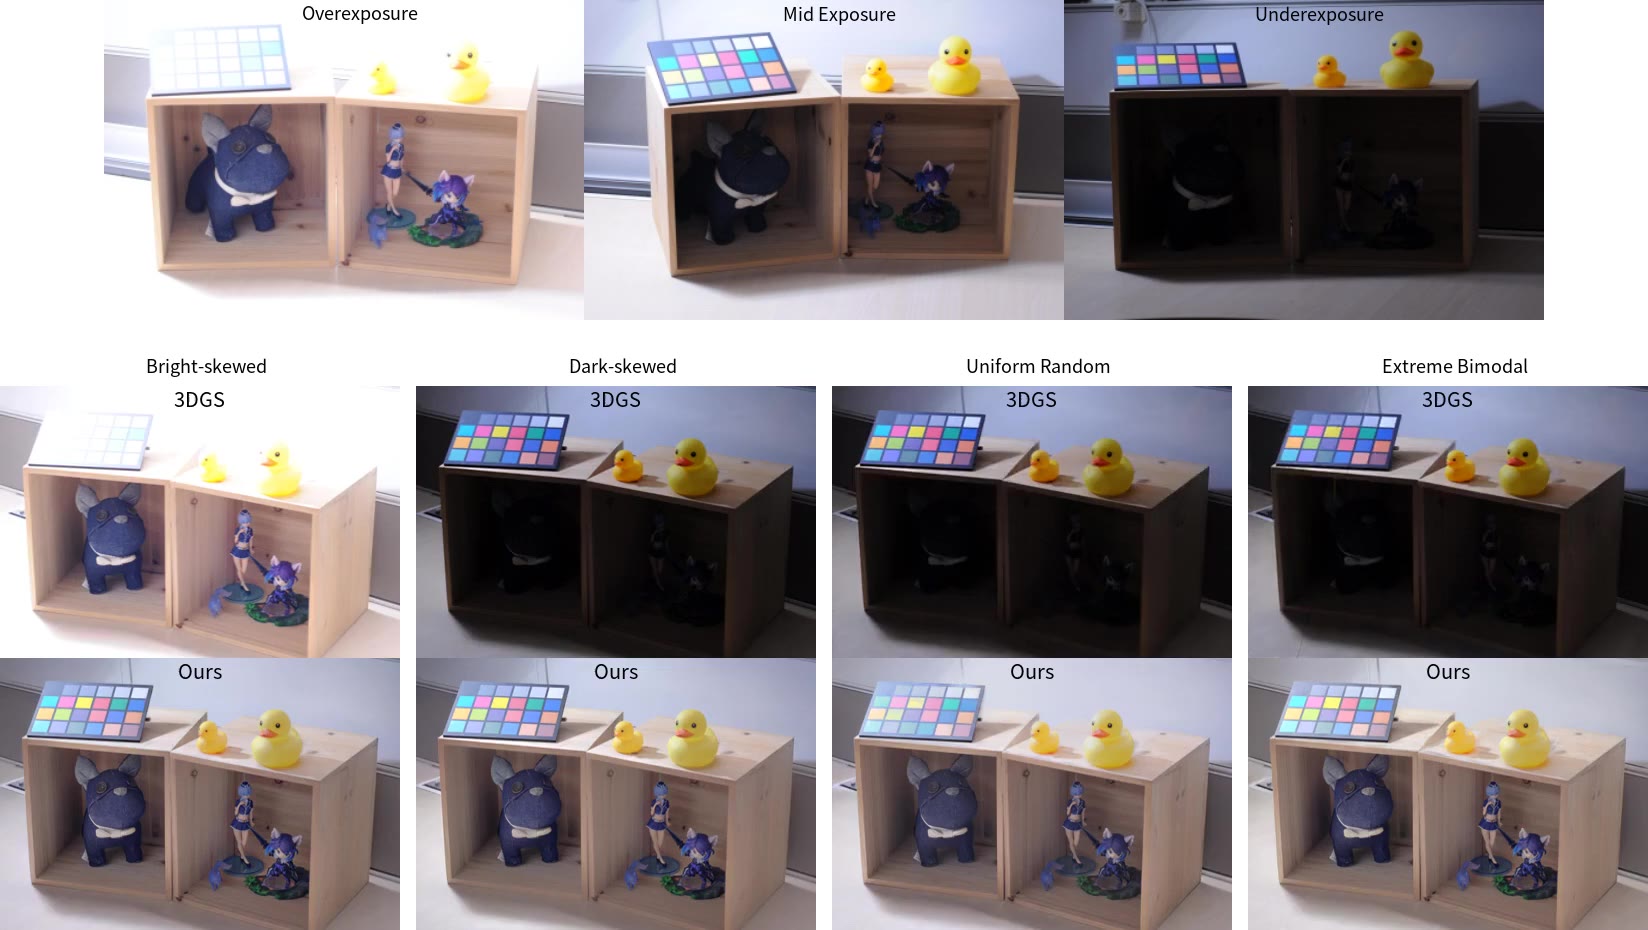 Overexposure
Mid Exposure
Underexposure
Bright-skewed
Dark-skewed
Uniform Random
Extreme Bimodal
3DGS
3DGS
3DGS
3DGS
Ours
Ours
Ours
Ours